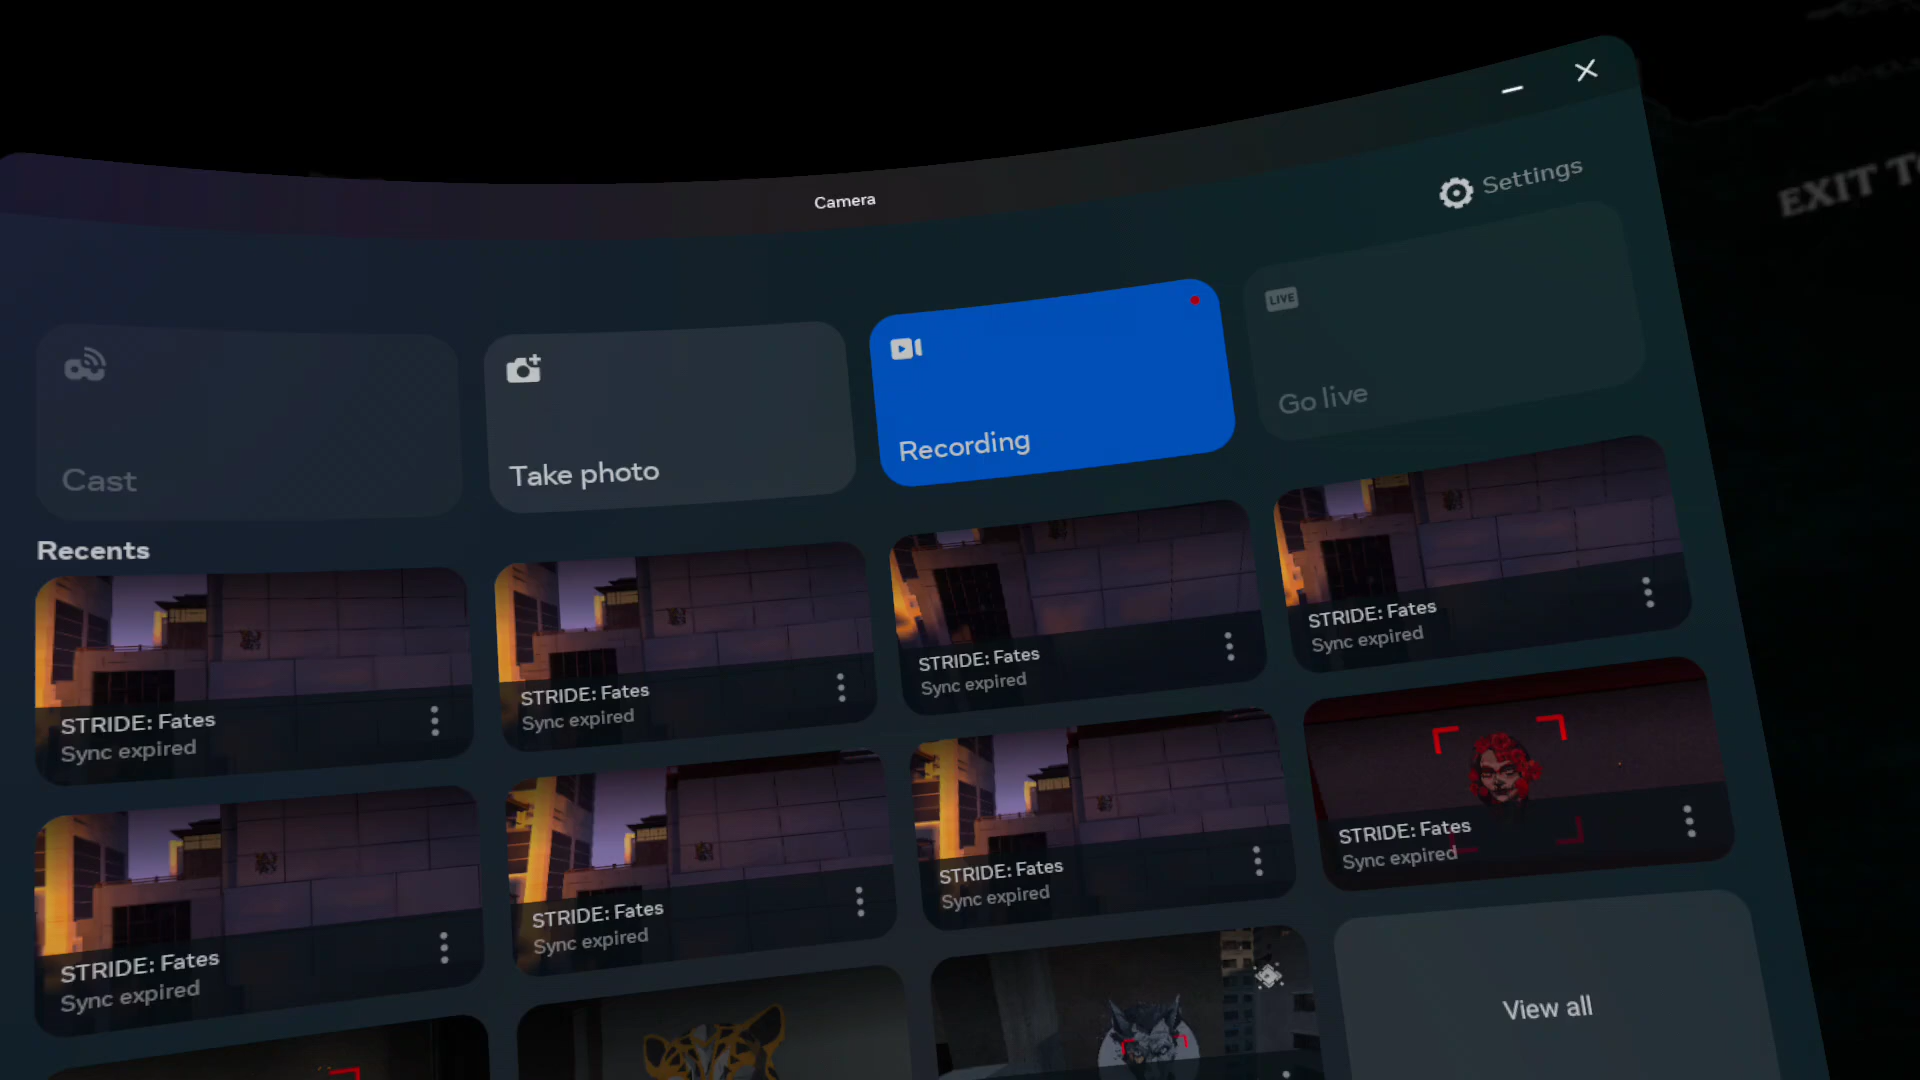 Camera
Settings
EXIT
LIVE
Cast
Take photo
Recording
Go live
Recents
STRIDE: Fates
Sync expired
STRIDE: Fates
Sync expired
STRIDE: Fates
Sync expired
STRIDE: Fates
Sync expired
STRIDE: Fates
Sync expired
STRIDE: Fates
Sync expired
STRIDE: Fates
Sync expired
STRIDE: Fates
Sync expired
View all